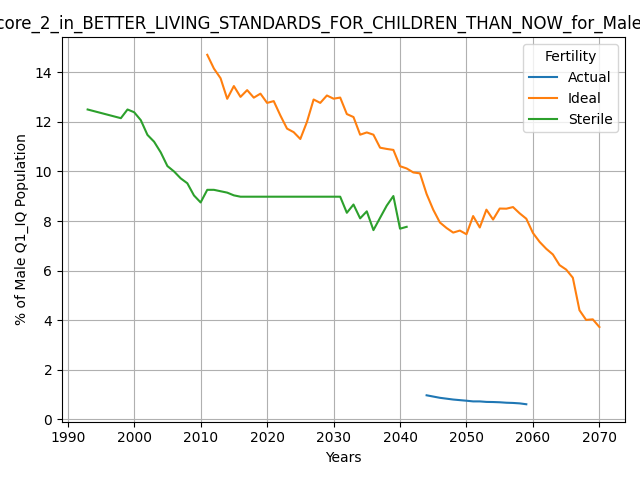 core_2_in_BETTER_LIVING_STANDARDS_FOR_CHILDREN_THAN_NOW_for_Male
Fertility
Actual
Ideal
Sterile
% of Male Q1_IQ Population
14
12
10
8
6
4
2
0
1990 2000 2010 2020 2030 2040 2050 2060 2070
Years